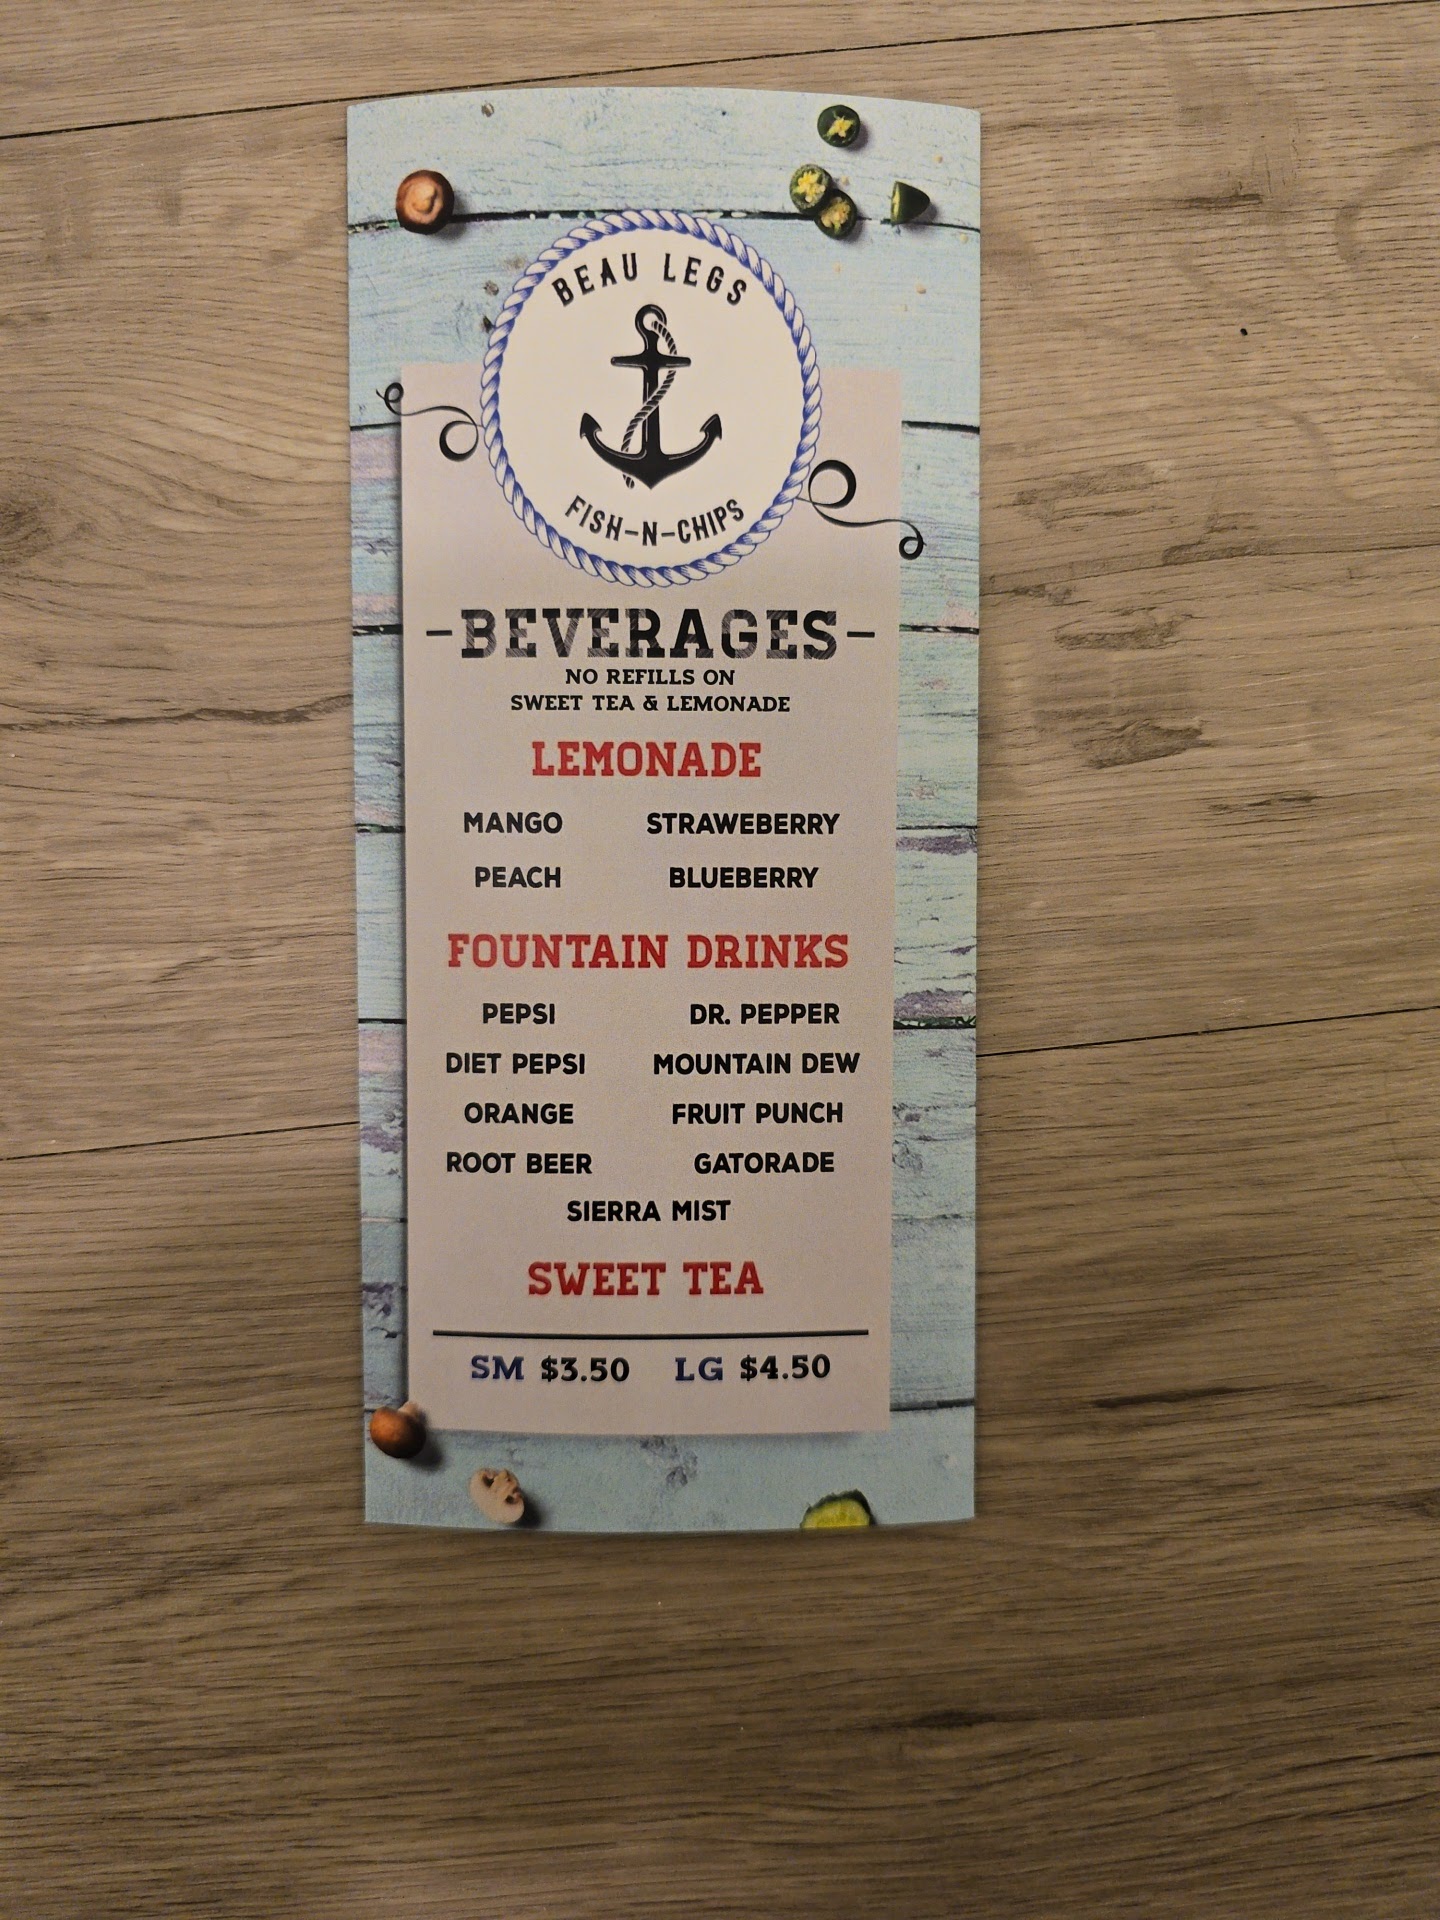 BEAU LEGS
FISH-N-CHIPS
-BEVERAGES-
NO REFILLS ON
SWEET TEA & LEMONADE
LEMONADE
MANGO STRAWEBERRY
PEACH BLUEBERRY
FOUNTAIN DRINKS
PEPSI DR. PEPPER
DIET PEPSI MOUNTAIN DEW
ORANGE FRUIT PUNCH
ROOT BEER GATORADE
SIERRA MIST
SWEET TEA
SM $3.50 LG $4.50